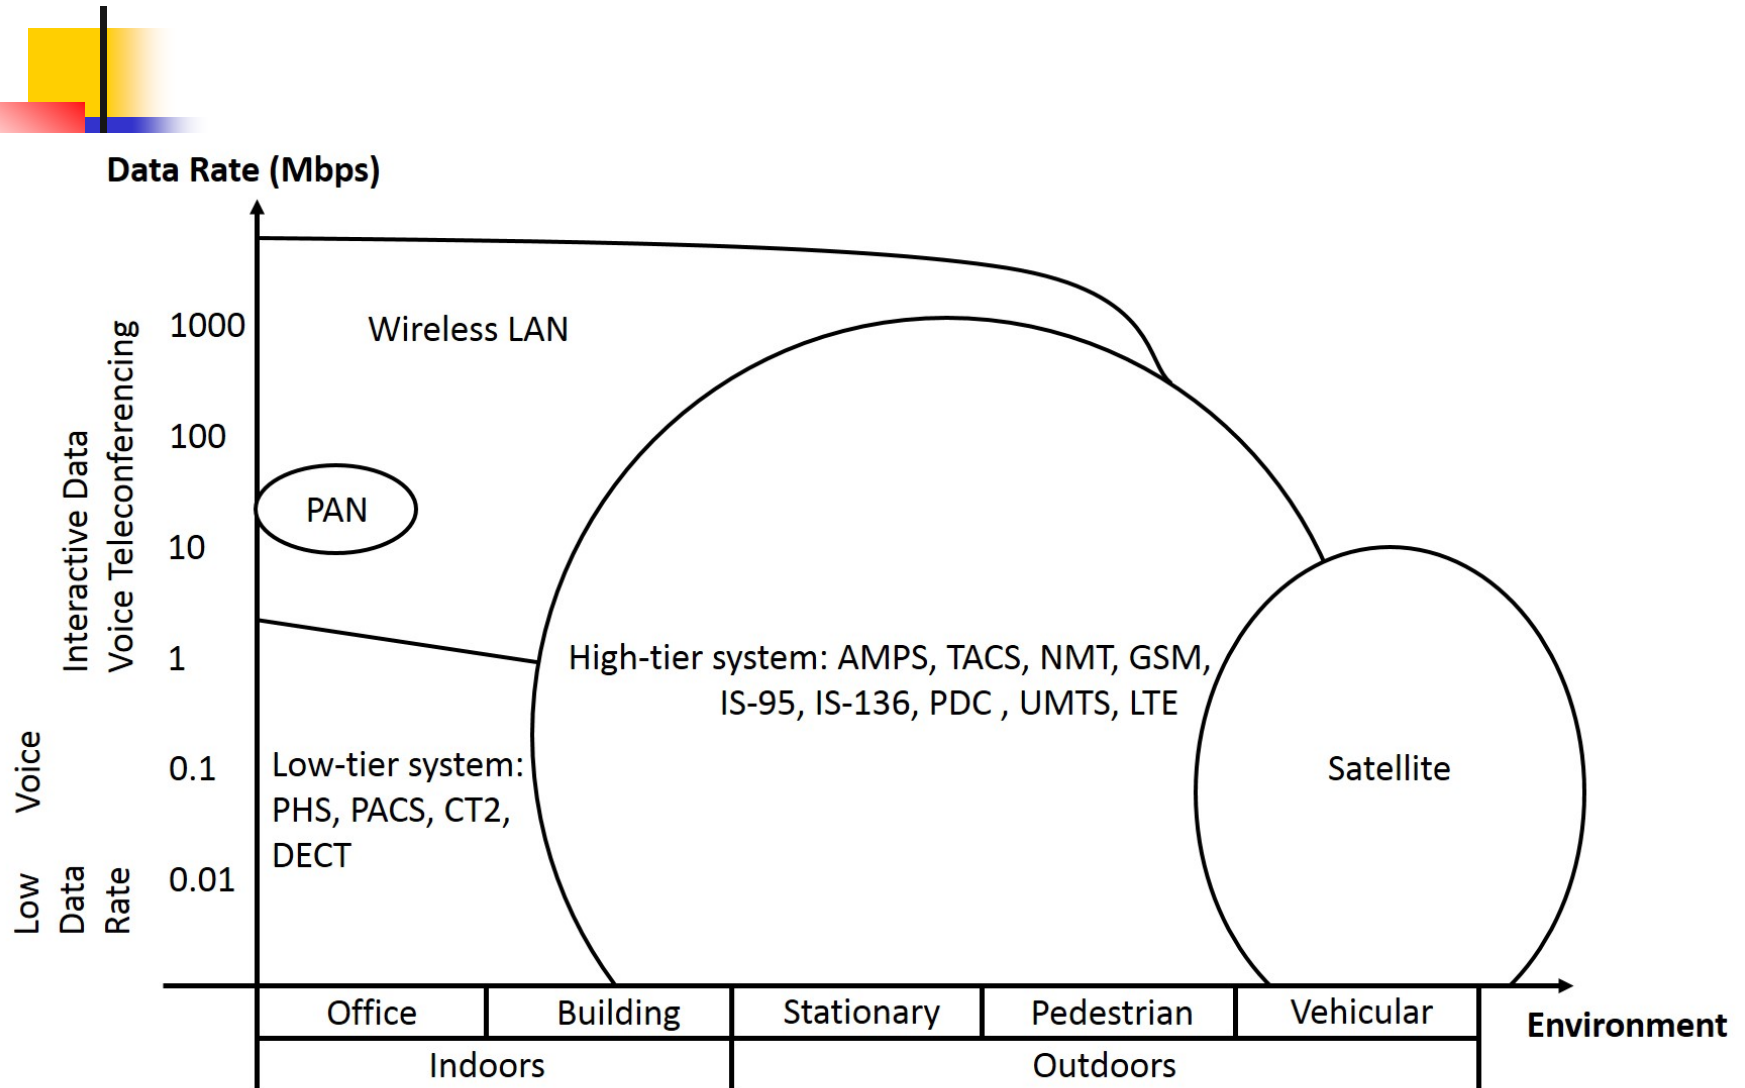 Data Rate (Mbps)
1000
100
10
1
0.1
0.01
Interactive Data
Voice Teleconferencing
Voice
Low
Data
Rate
Wireless LAN
PAN
High-tier system: AMPS, TACS, NMT, GSM,
IS-95, IS-136, PDC , UMTS, LTE
Low-tier system:
PHS, PACS, CT2,
DECT
Satellite
Office
Building
Stationary
Pedestrian
Vehicular
Environment
Indoors
Outdoors